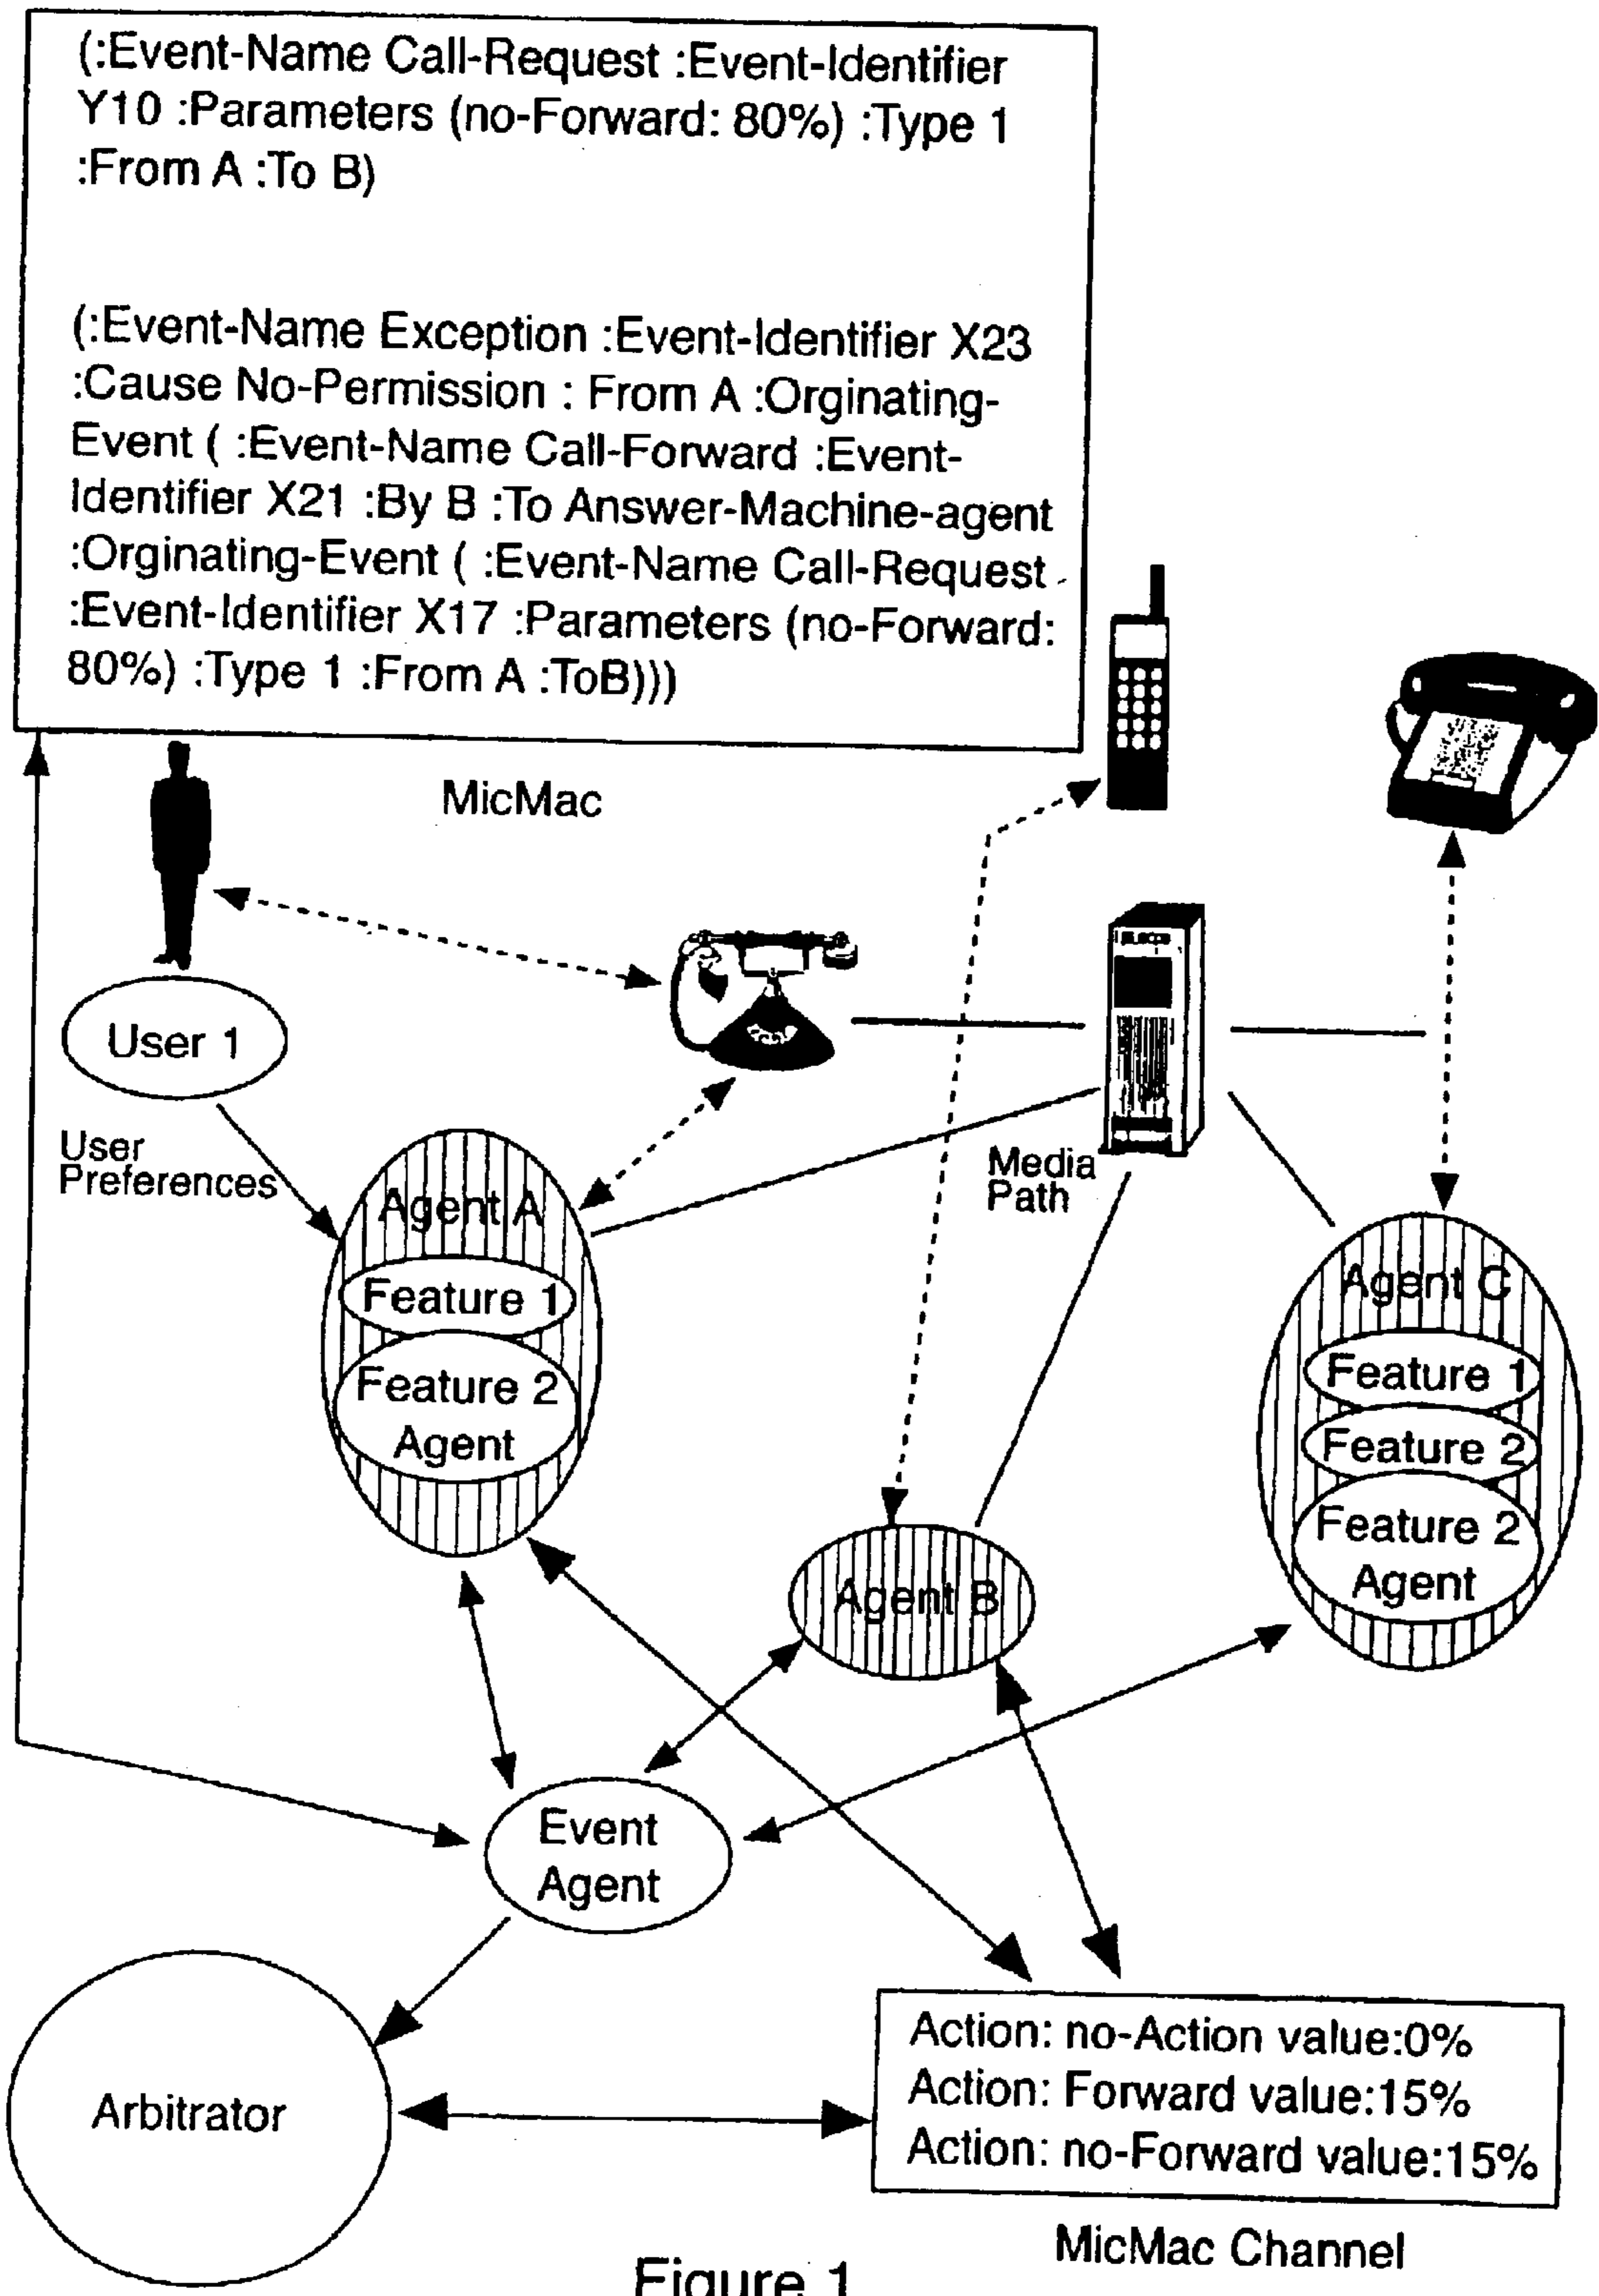 (:Event-Name Call-Request :Event-Identifier
Y10 :Parameters (no-Forward: 80%) :Type 1
:From A :To B)
(:Event-Name Exception :Event-Identifier X23
:Cause No-Permission : From A :Orginating-
Event ( :Event-Name Call-Forward :Event-
Identifier X21 :By B :To Answer-Machine-agent
:Orginating-Event ( :Event-Name Call-Request
:Event-Identifier X17 :Parameters (no-Forward:
80%) :Type 1 :From A :ToB)))
MicMac
User 1
User
Preferences
Media
Path
Agent A
Feature 1
Feature 2
Agent
Agent C
Feature 1
Feature 2
Feature 2
Agent
Agent B
Event
Agent
Arbitrator
Action: no-Action value:0%
Action: Forward value:15%
Action: no-Forward value:15%
MicMac Channel
Figure 1